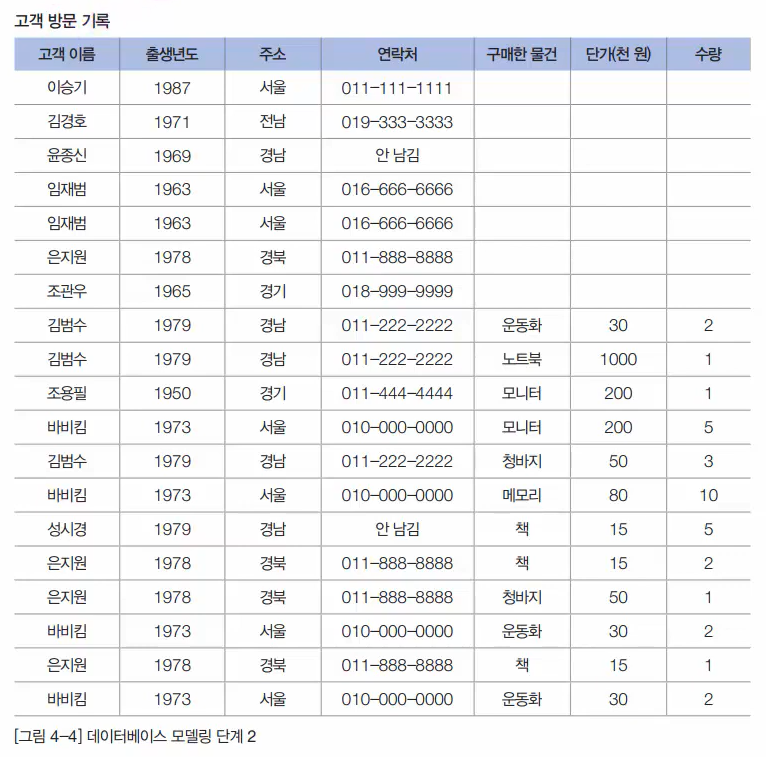 고객 방문 기록
고객 이름 출생년도 주소 연락처 구매한 물건 단가(천 원) 수량
이승기 1987 서울 011–111–1111
김경호 1971 전남 019–333–3333
윤종신 1969 경남 안 남김
임재범 1963 서울 016–666–6666
임재범 1963 서울 016–666–6666
은지원 1978 경북 011–888–8888
조관우 1965 경기 018–999–9999
김범수 1979 경남 011–222–2222 운동화 30 2
김범수 1979 경남 011–222–2222 노트북 1000 1
조용필 1950 경기 011–444–4444 모니터 200 1
바비킴 1973 서울 010–000–0000 모니터 200 5
김범수 1979 경남 011–222–2222 청바지 50 3
바비킴 1973 서울 010–000–0000 메모리 80 10
성시경 1979 경남 안 남김 책 15 5
은지원 1978 경북 011–888–8888 책 15 2
은지원 1978 경북 011–888–8888 청바지 50 1
바비킴 1973 서울 010–000–0000 운동화 30 2
은지원 1978 경북 011–888–8888 책 15 1
바비킴 1973 서울 010–000–0000 운동화 30 2
[그림 4–4] 데이터베이스 모델링 단계 2